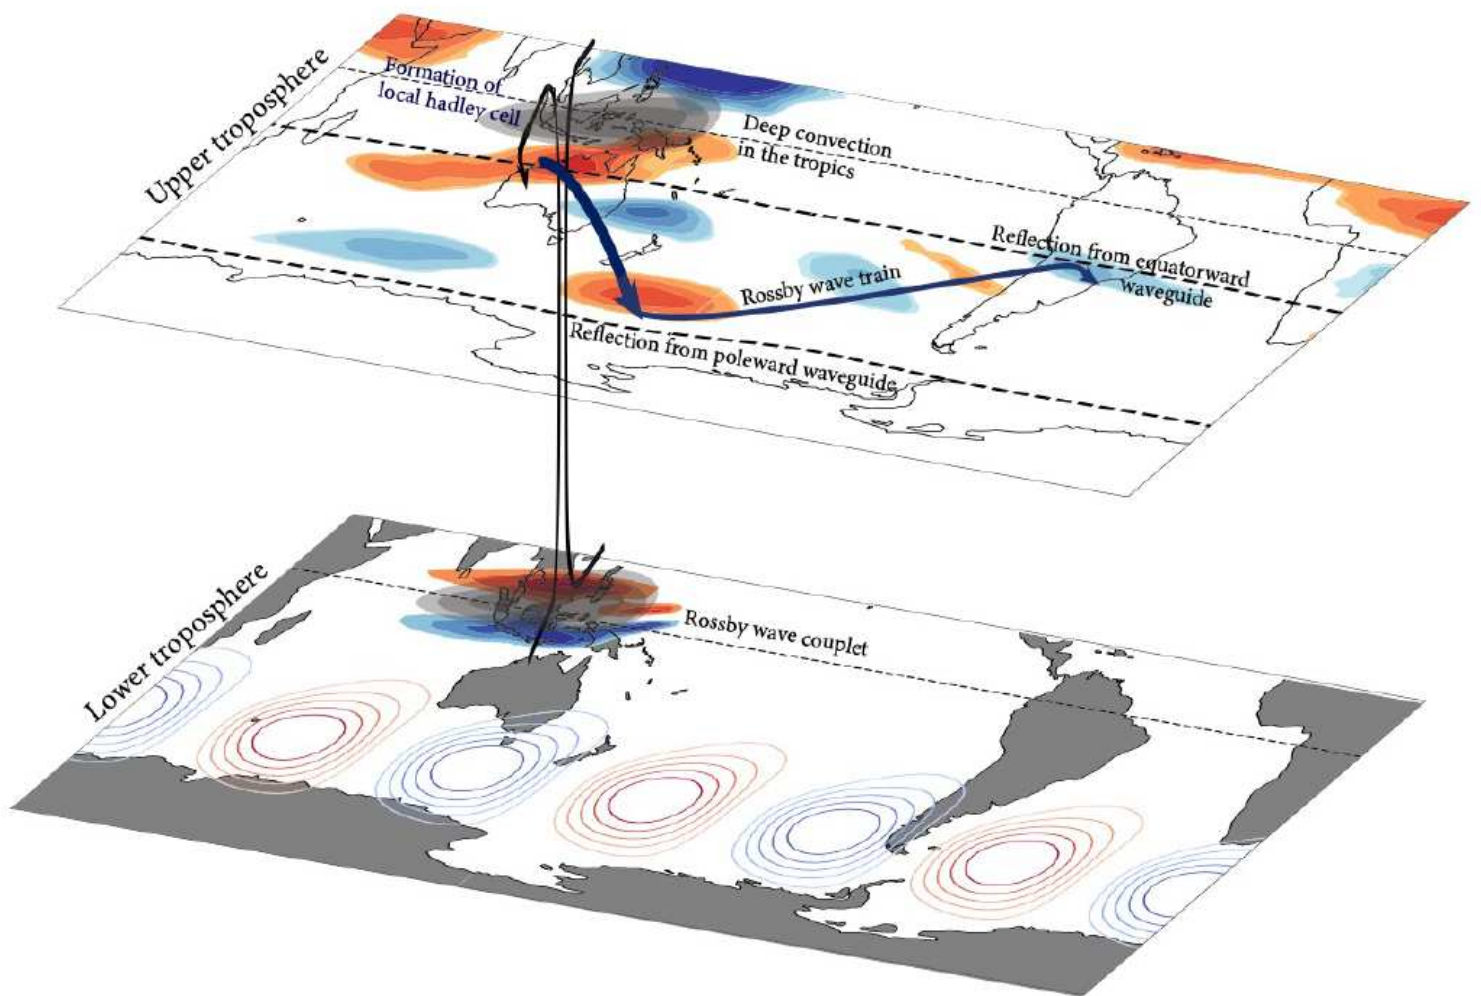 Upper troposphere
Formation of
local hadley cell
Deep convection
in the tropics
Reflection from equatorward
waveguide
Rossby wave train
Reflection from poleward waveguide
Lower troposphere
Rossby wave couplet